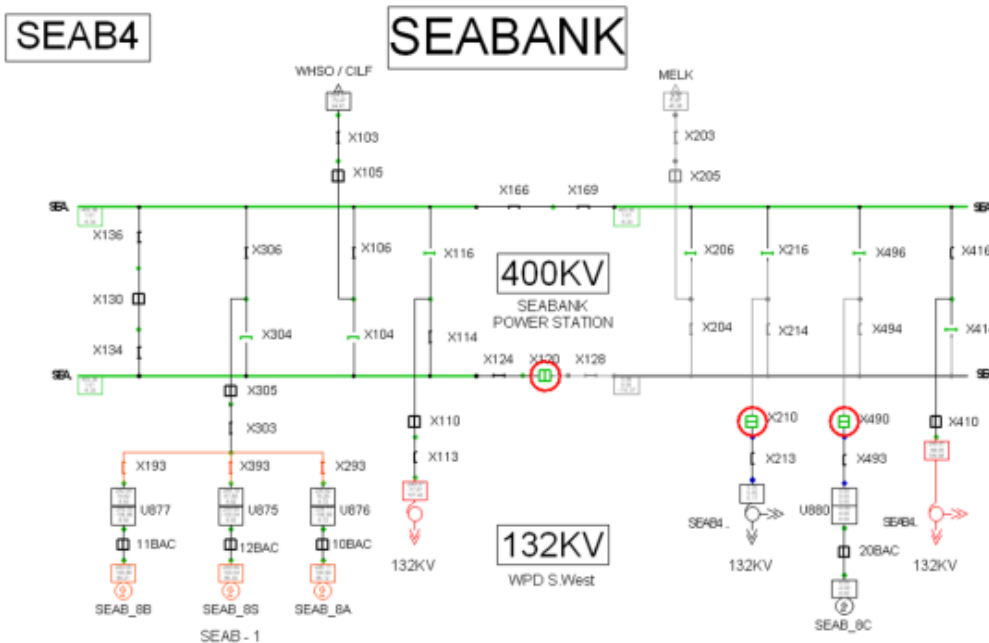 SEAB4
SEABANK
WHSO / CILF
MELK
X103
X203
X105
X205
X166
X169
SEA.
X136
X306
X106
X116
X206
X216
X496
X416
400KV
X130
SEABANK
POWER STATION
X134
X304
X104
X114
X204
X214
X494
X414
X124
X120
X128
SEA.
X305
X303
X110
X210
X490
X410
X113
X213
X493
X193
X393
X293
U877
U875
U876
U880
SEAB4.
SEAB4.
11BAC
12BAC
10BAC
20BAC
132KV
132KV
WPD S.West
132KV
132KV
SEAB_8B
SEAB_8S
SEAB_8A
SEAB_8C
SEAB - 1